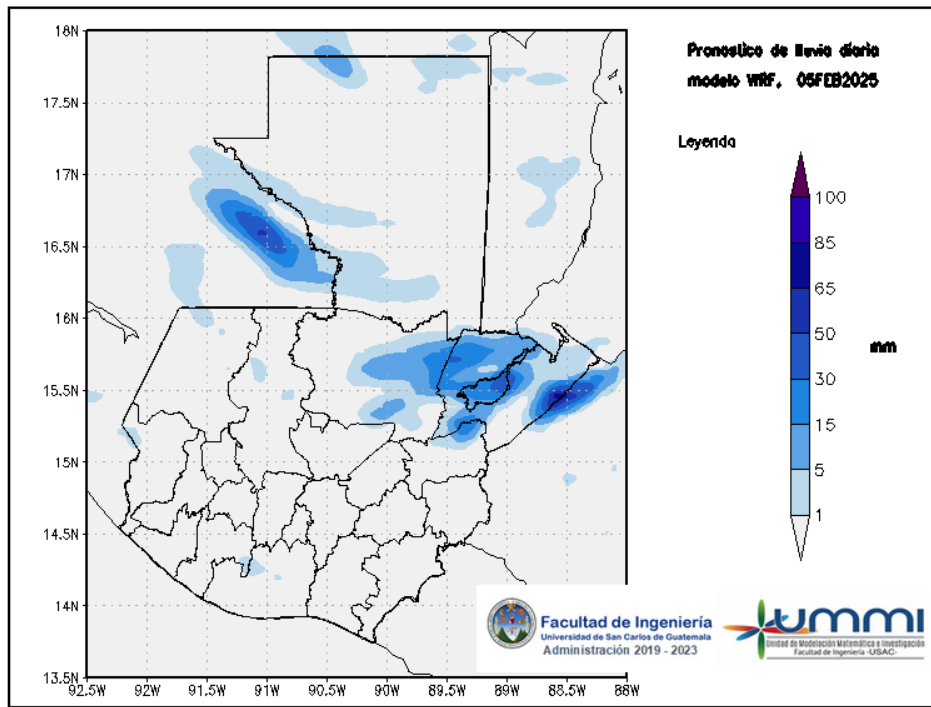 Pronostico de lluvia diaria
modelo WRF, 05FEB2025
Leyenda
100
85
65
50
30
15
5
1
mm
18N
17.5N
17N
16.5N
16N
15.5N
15N
14.5N
14N
13.5N
92.5W
92W
91.5W
91W
90.5W
90W
89.5W
89W
88.5W
88W
Facultad de Ingeniería
Universidad de San Carlos de Guatemala
Administración 2019 - 2023
UMMI
Unidad de Modelación Matemática e Investigación
Facultad de Ingeniería -USAC-